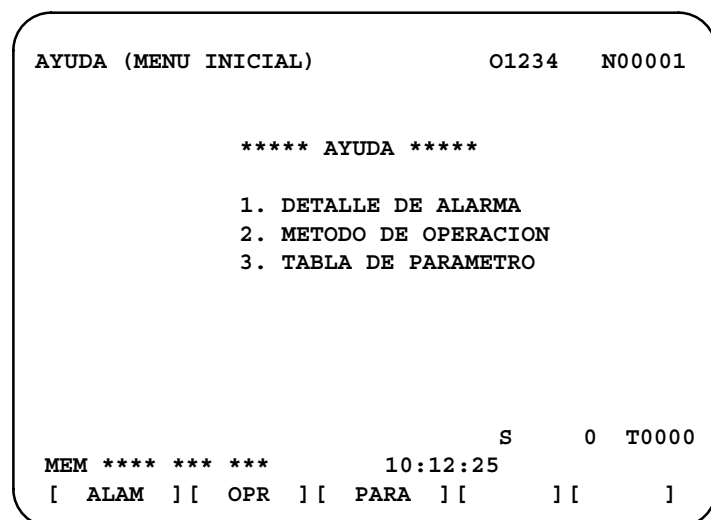 AYUDA (MENU INICIAL) O1234 N00001
***** AYUDA *****
1. DETALLE DE ALARMA
2. METODO DE OPERACION
3. TABLA DE PARAMETRO
S 0 T0000
MEM **** *** *** 10:12:25
[ ALAM ][ OPR ][ PARA ][ ][ ]